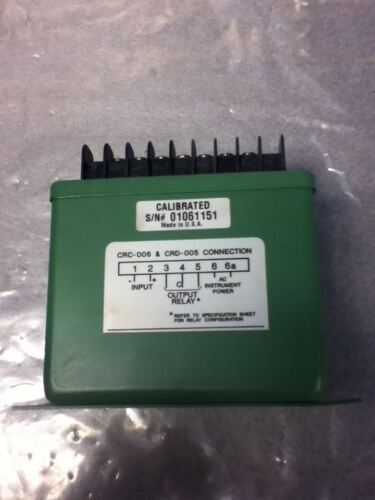 CALIBRATED
S/N# 01061151
Made in U.S.A.
CRC-006 & CRD-005 CONNECTION
1 2 3 4 5 6 6a
- + C AC
INPUT OUTPUT INSTRUMENT
RELAY* POWER
*REFER TO SPECIFICATION SHEET
FOR RELAY CONFIGURATION